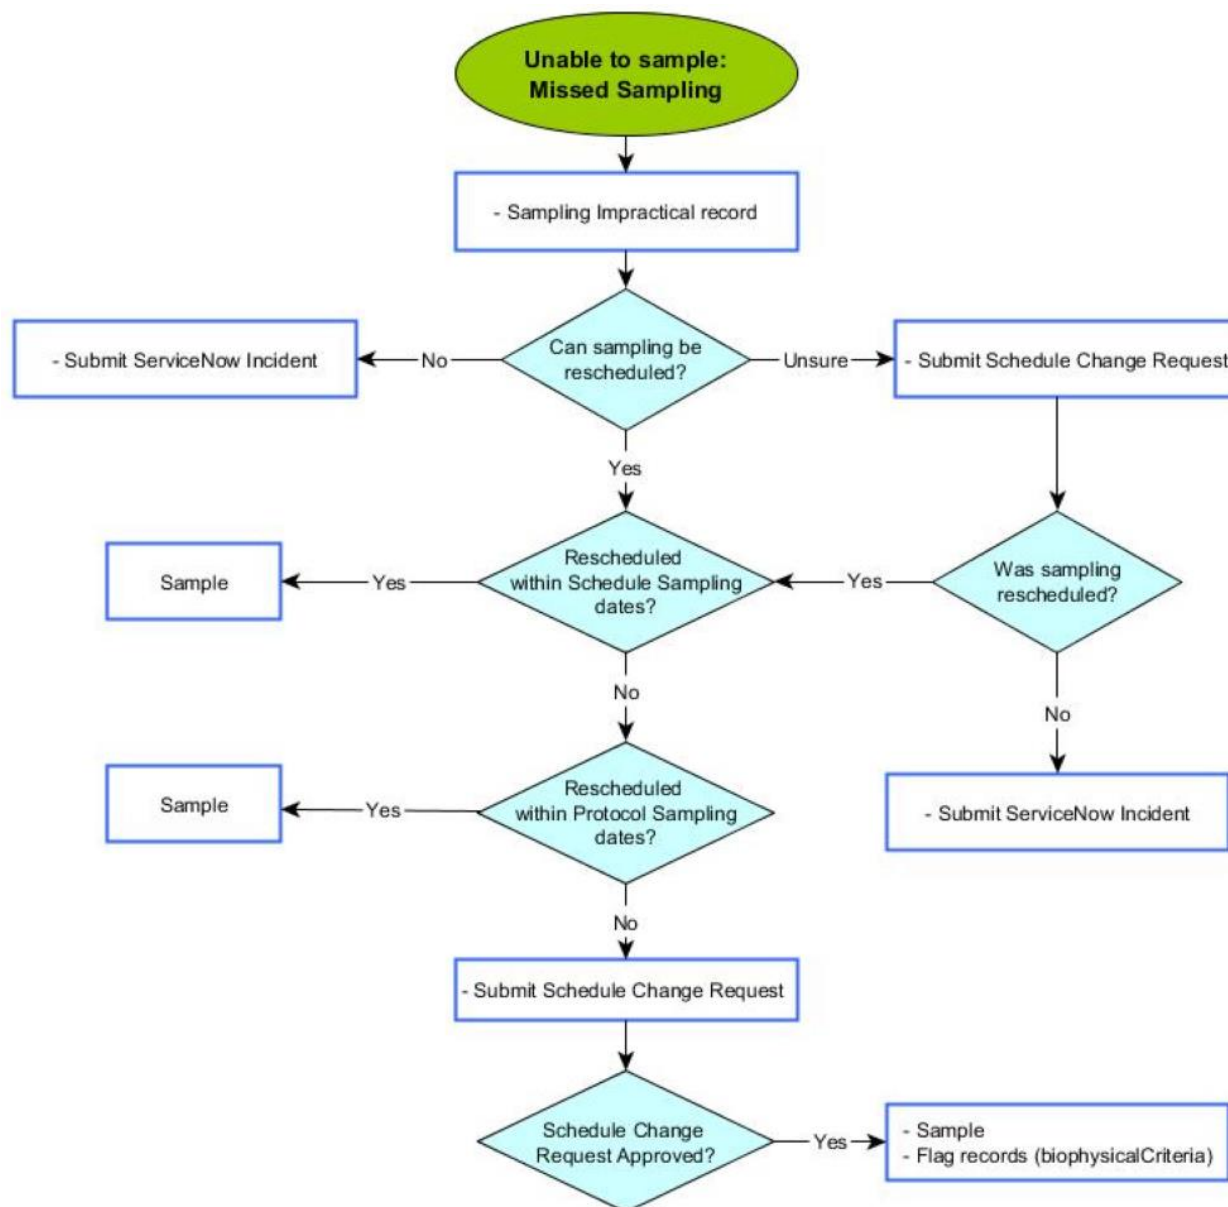 Unable to sample:
Missed Sampling
- Sampling Impractical record
Can sampling be
rescheduled?
No
- Submit ServiceNow Incident
Unsure
- Submit Schedule Change Request
Yes
Rescheduled
within Schedule Sampling
dates?
Yes
Sample
Was sampling
rescheduled?
Yes
No
No
- Submit ServiceNow Incident
Rescheduled
within Protocol Sampling
dates?
Yes
Sample
No
- Submit Schedule Change Request
Schedule Change
Request Approved?
Yes
- Sample
- Flag records (biophysicalCriteria)